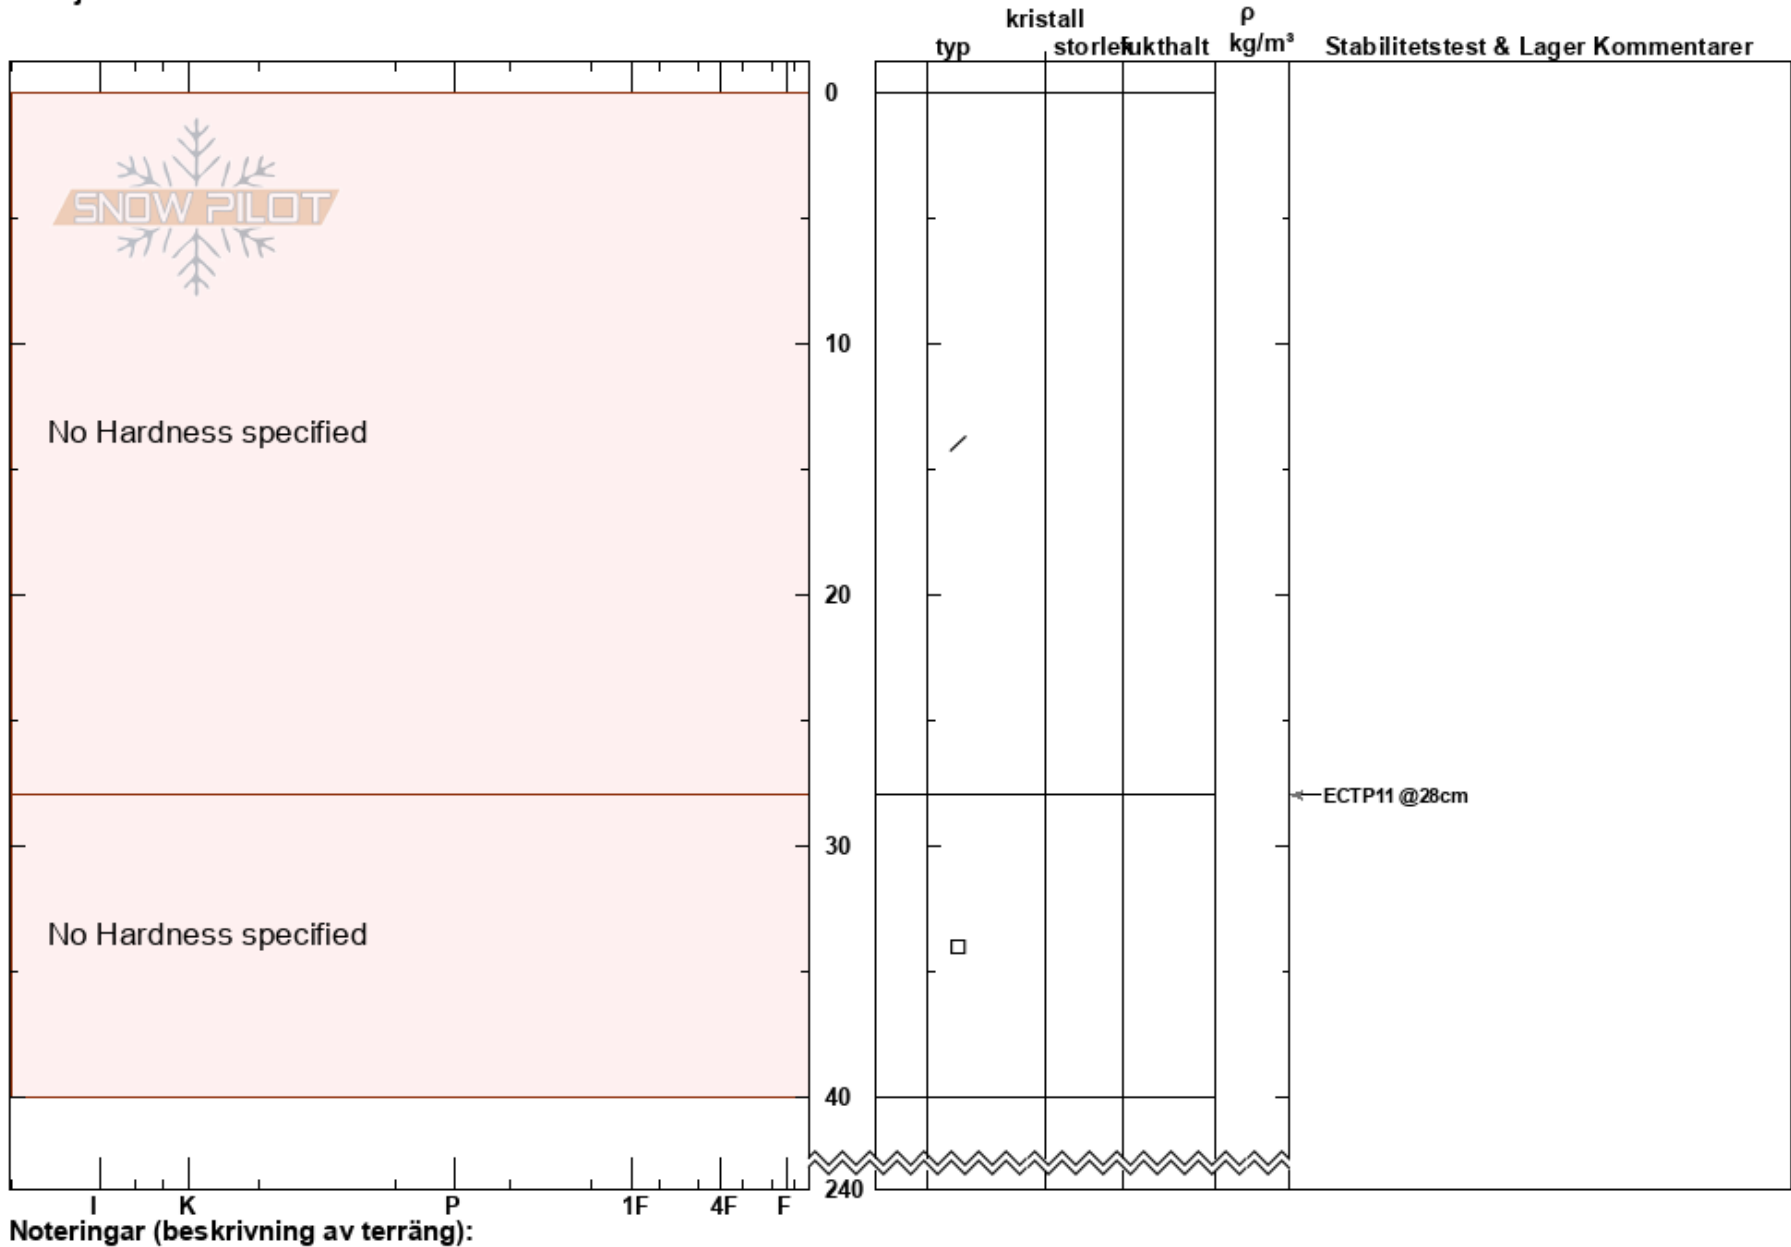 kristall
ρ
typ
storlek
fukthalt
kg/m³
Stabilitetstest & Lager Kommentarer
0
SNOW PILOT
10
No Hardness specified
20
ECTP11 @28cm
30
No Hardness specified
40
240
I K P 1F 4F F
Noteringar (beskrivning av terräng):